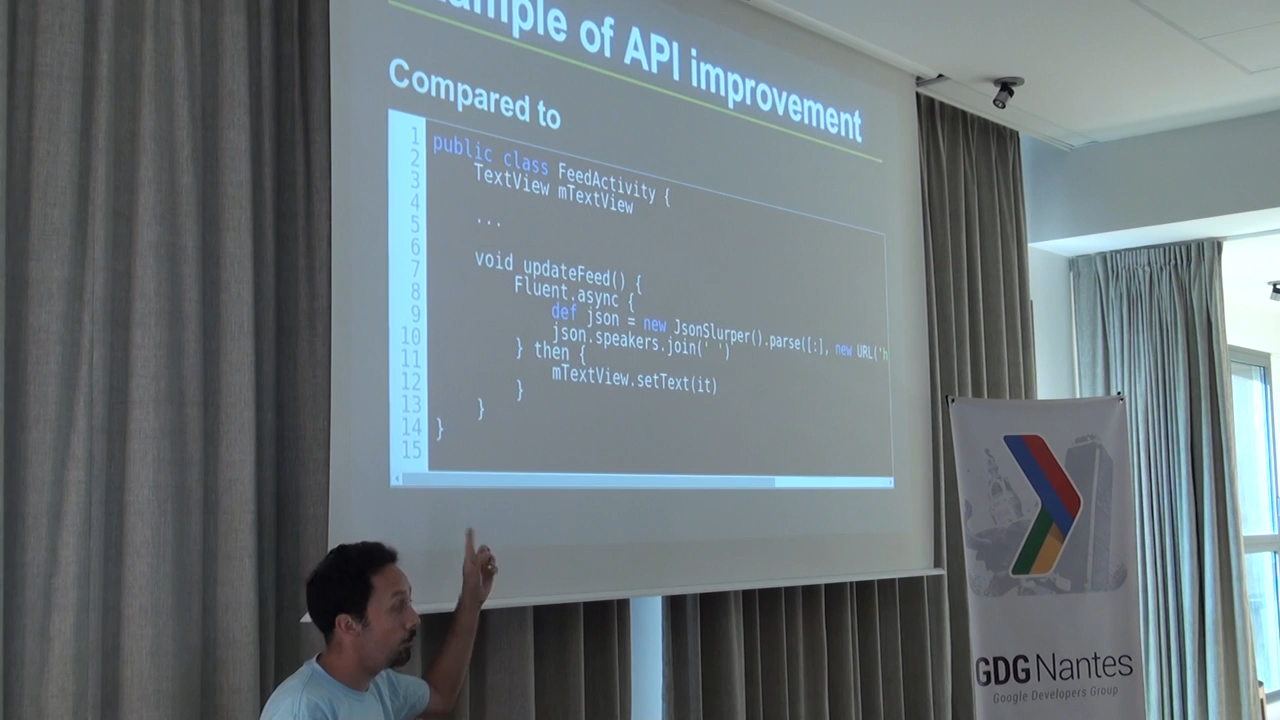 ample of API improvement
Compared to
1 public class FeedActivity {
2 TextView mTextView
3
4 ...
5
6 void updateFeed() {
7 Fluent.async {
8 def json = new JsonSlurper().parse([:], new URL('h
9 json.speakers.join(' ')
10 } then {
11 mTextView.setText(it)
12 }
13 }
14 }
15
GDG Nantes
Google Developers Group